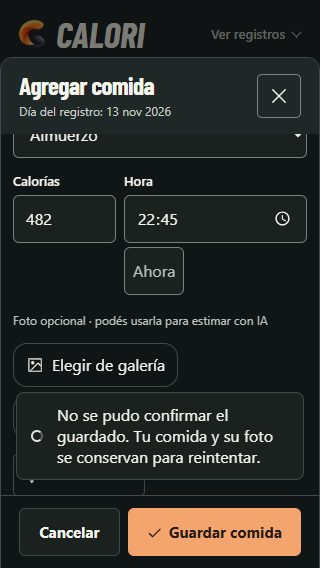 CALORI
Ver registros
Agregar comida
Día del registro: 13 nov 2026
Almuerzo
Calorías
Hora
482
22:45
Ahora
Foto opcional · podés usarla para estimar con IA
Elegir de galería
No se pudo confirmar el
guardado. Tu comida y su foto
se conservan para reintentar.
Cancelar
Guardar comida